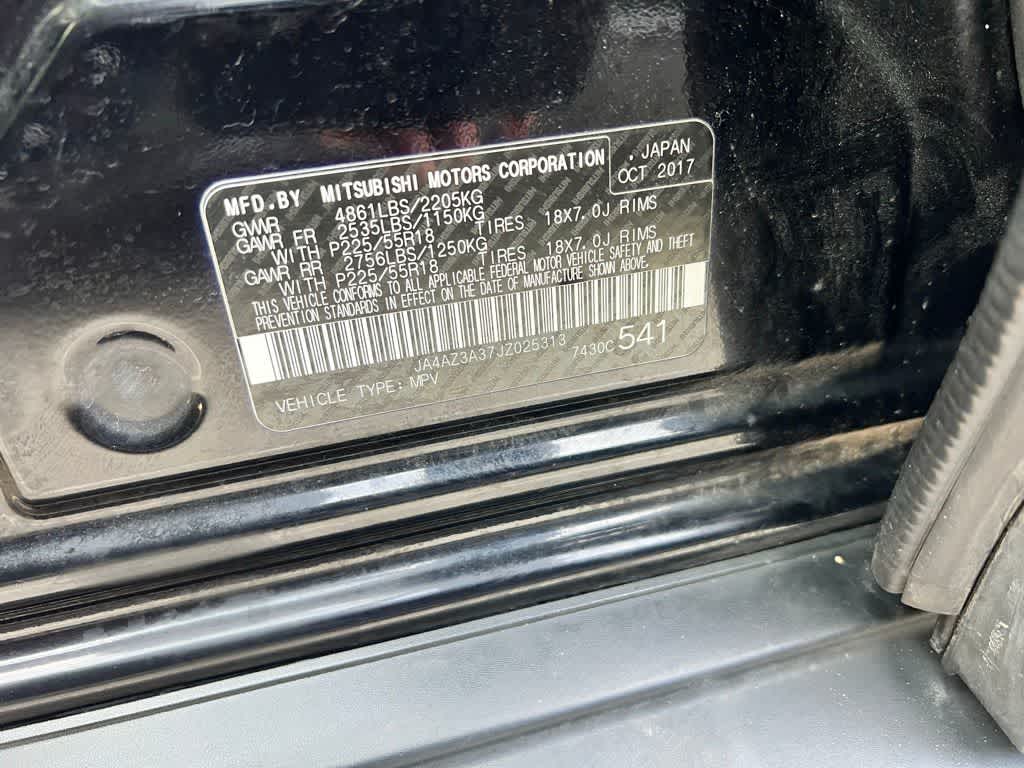 MFD.BY MITSUBISHI MOTORS CORPORATION
. JAPAN
OCT 2017
GVWR 4861LBS/2205KG
GAWR FR 2535LBS/1150KG TIRES 18X7.0J RIMS
WITH P225/55R18
GAWR RR 2756LBS/1250KG TIRES 18X7.0J RIMS
WITH P225/55R18
THIS VEHICLE CONFORMS TO ALL APPLICABLE FEDERAL MOTOR VEHICLE SAFETY AND THEFT
PREVENTION STANDARDS IN EFFECT ON THE DATE OF MANUFACTURE SHOWN ABOVE.
JA4AZ3A37JZ025313
VEHICLE TYPE: MPV 7430C 541